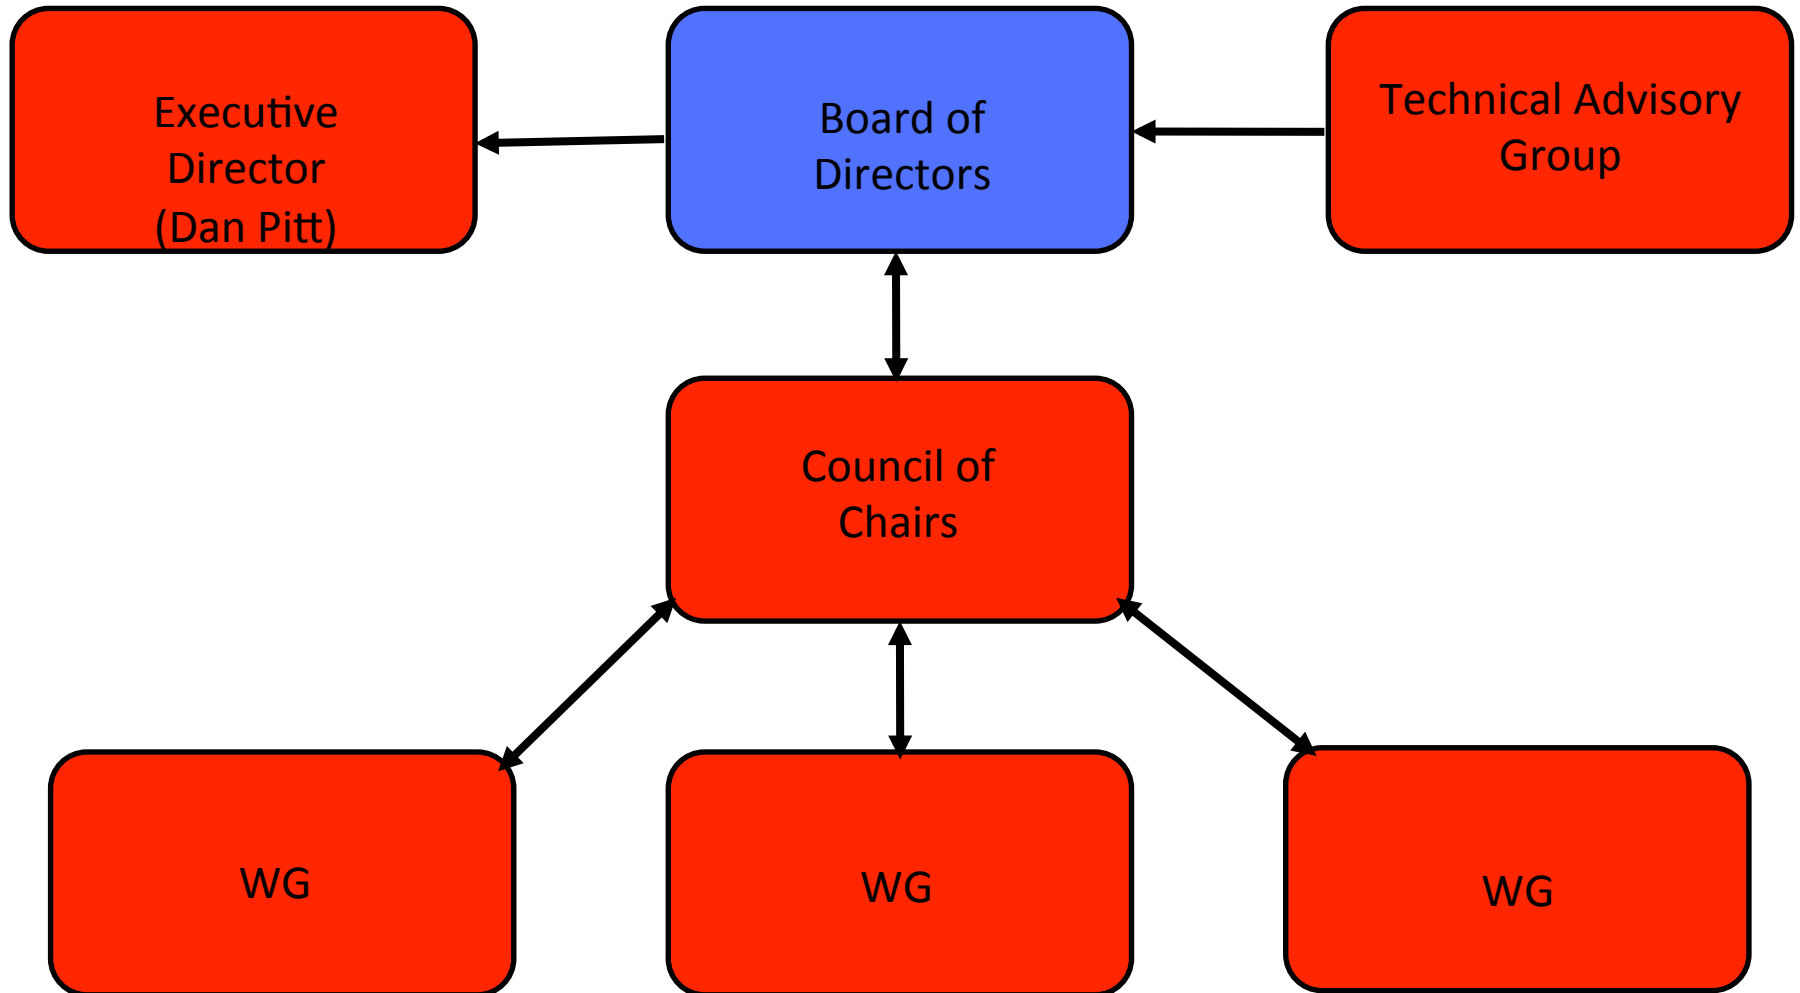 Executive
Director
(Dan Pitt)
Board of
Directors
Technical Advisory
Group
Council of
Chairs
WG
WG
WG